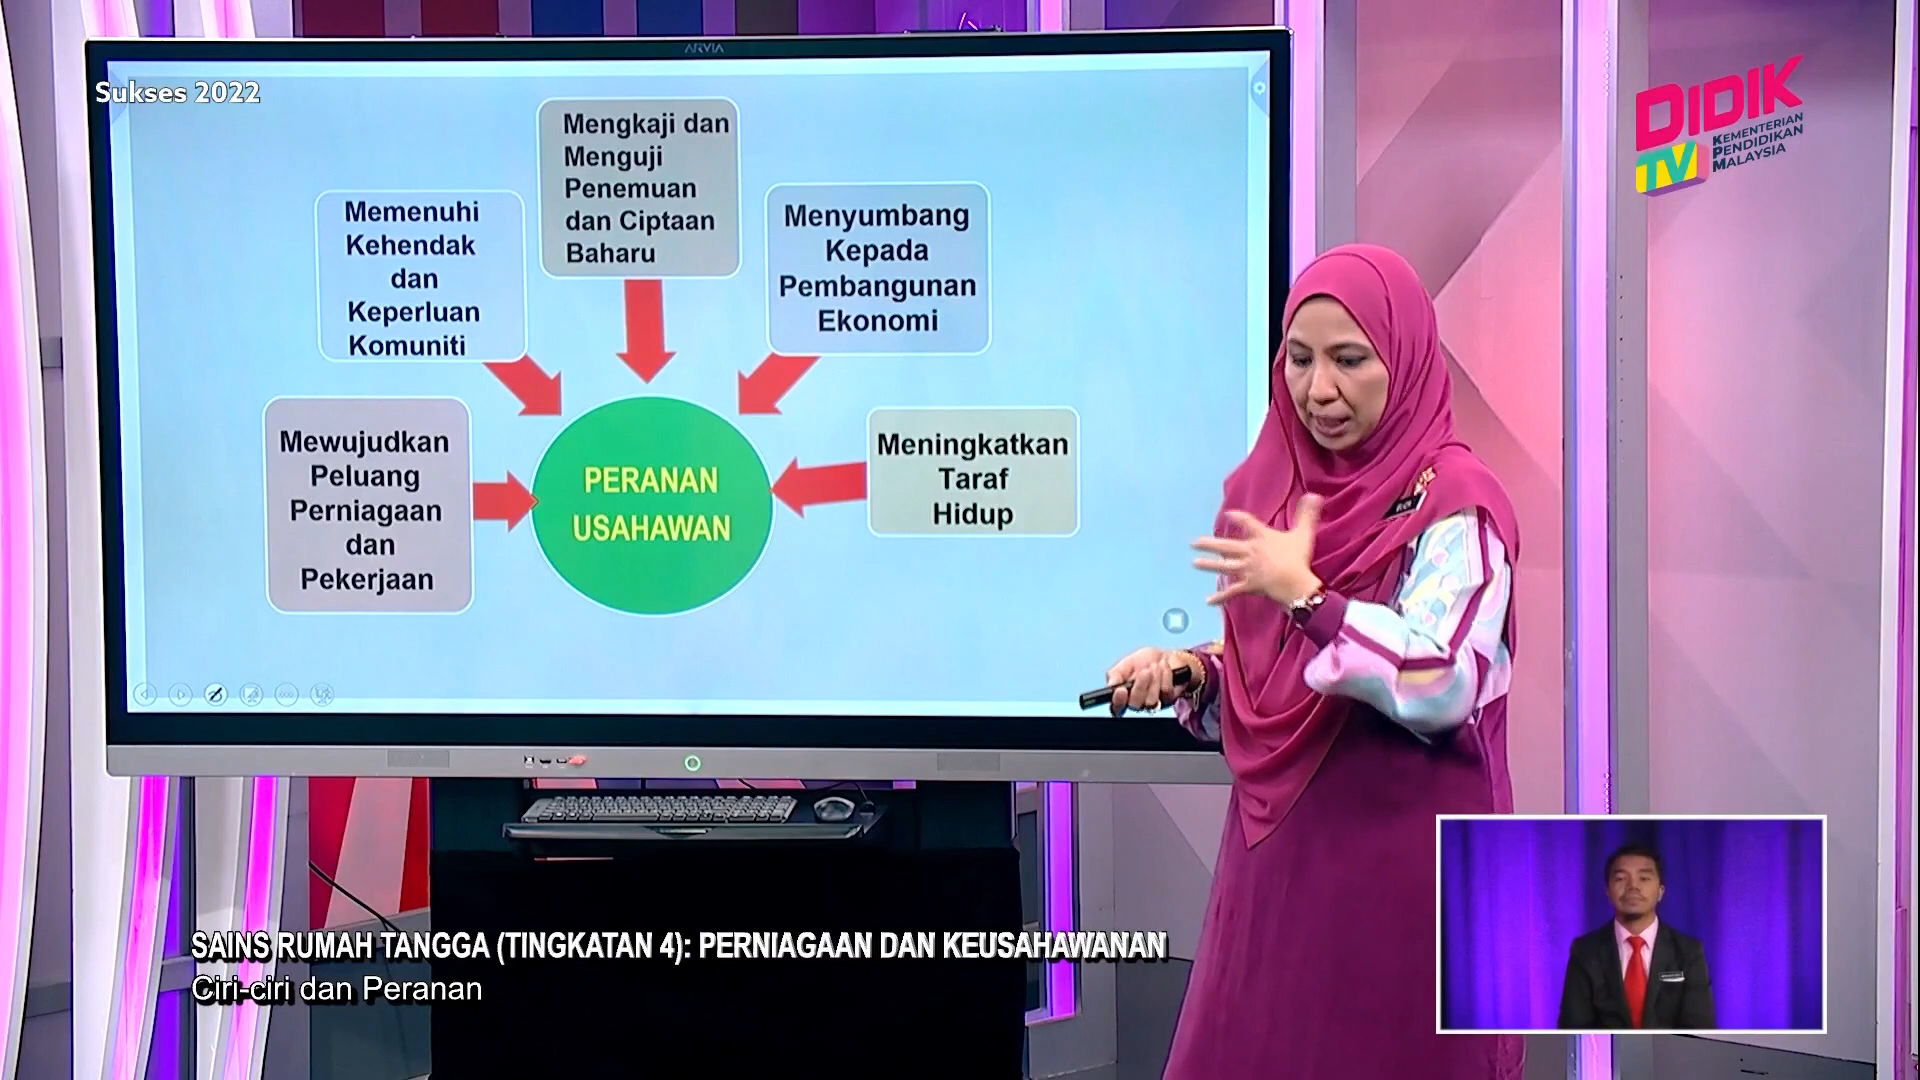 ARVIA
Sukses 2022
DIDIK
TV
KEMENTERIAN
PENDIDIKAN
MALAYSIA
Mengkaji dan
Menguji
Penemuan
dan Ciptaan
Baharu
Memenuhi
Kehendak
dan
Keperluan
Komuniti
Menyumbang
Kepada
Pembangunan
Ekonomi
Mewujudkan
Peluang
Perniagaan
dan
Pekerjaan
PERANAN
USAHAWAN
Meningkatkan
Taraf
Hidup
SAINS RUMAH TANGGA (TINGKATAN 4): PERNIAGAAN DAN KEUSAHAWANAN
Ciri-ciri dan Peranan